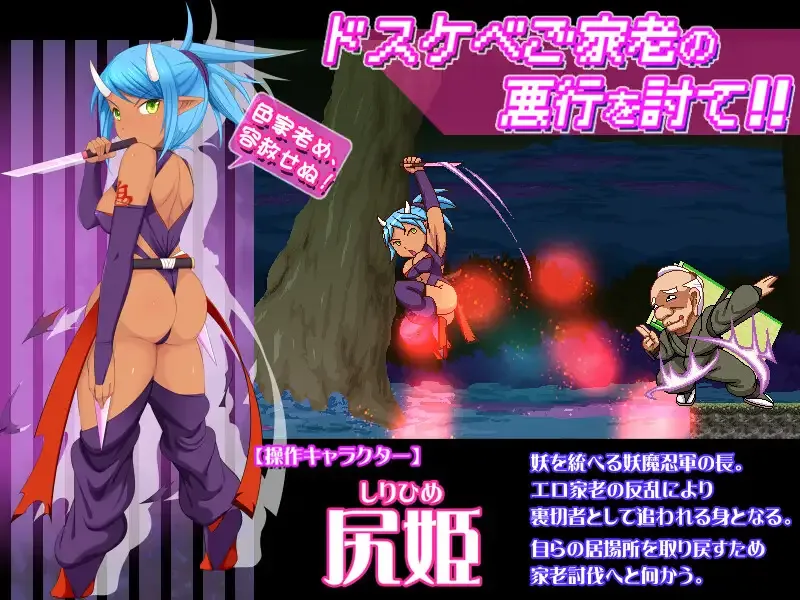 ドスケベご家老の
悪行を討て!!
色家老め、
容赦せぬ！
【操作キャラクター】
しりひめ
尻姫
妖を統べる妖魔忍軍の長。
エロ家老の反乱により
裏切者として追われる身となる。
自らの居場所を取り戻すため
家老討伐へと向かう。